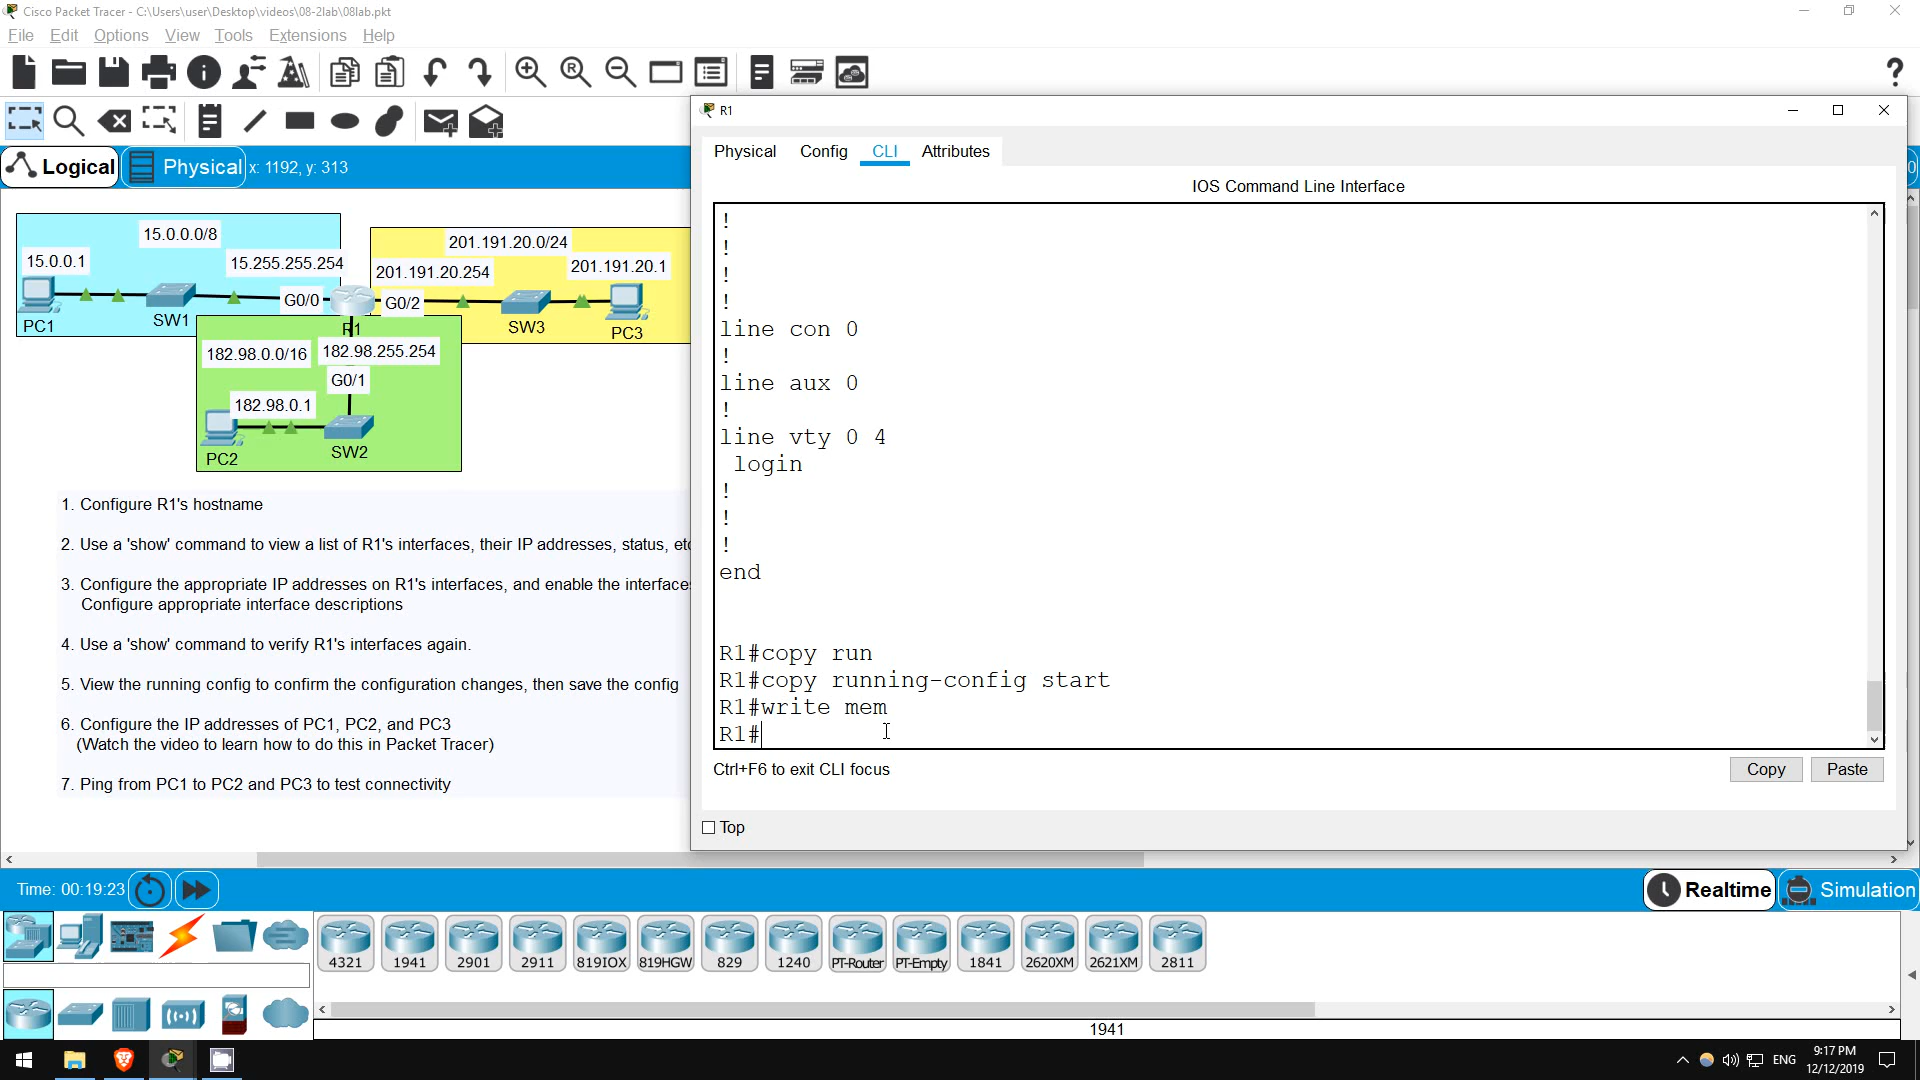 Cisco Packet Tracer - C:\Users\user\Desktop\videos\08-2lab\08lab.pkt
File Edit Options View Tools Extensions Help
R1
Logical Physical x: 1192, y: 313
Physical Config CLI Attributes
IOS Command Line Interface
15.0.0.0/8
15.0.0.1
15.255.255.254
201.191.20.0/24
201.191.20.254
201.191.20.1
G0/0
G0/2
PC1
SW1
R1
SW3
PC3
182.98.0.0/16
182.98.255.254
G0/1
182.98.0.1
PC2
SW2
1. Configure R1's hostname
2. Use a 'show' command to view a list of R1's interfaces, their IP addresses, status, etc
3. Configure the appropriate IP addresses on R1's interfaces, and enable the interfaces
Configure appropriate interface descriptions
4. Use a 'show' command to verify R1's interfaces again.
5. View the running config to confirm the configuration changes, then save the config
6. Configure the IP addresses of PC1, PC2, and PC3
(Watch the video to learn how to do this in Packet Tracer)
7. Ping from PC1 to PC2 and PC3 to test connectivity
!
!
!
!
line con 0
!
line aux 0
!
line vty 0 4
login
!
!
!
end
R1#copy run
R1#copy running-config start
R1#write mem
R1#
Ctrl+F6 to exit CLI focus
Copy Paste
Top
Time: 00:19:23
Realtime Simulation
4321 1941 2901 2911 819IOX 819HGW 829 1240 PT-Router PT-Empty 1841 2620XM 2621XM 2811
1941
ENG
9:17 PM
12/12/2019